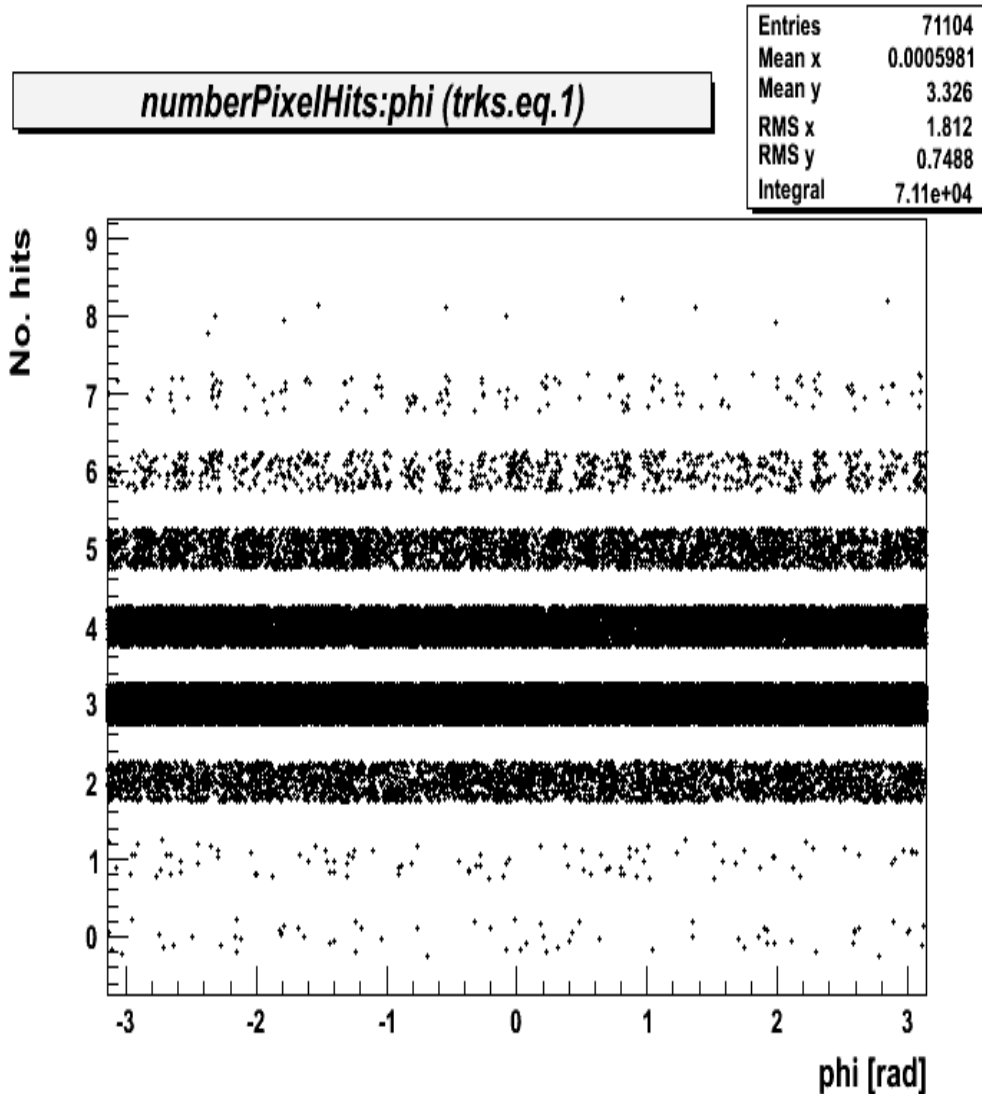 numberPixelHits:phi (trks.eq.1)
Entries 71104
Mean x 0.0005981
Mean y 3.326
RMS x 1.812
RMS y 0.7488
Integral 7.11e+04
No. hits
9
8
7
6
5
4
3
2
1
0
-3 -2 -1 0 1 2 3
phi [rad]